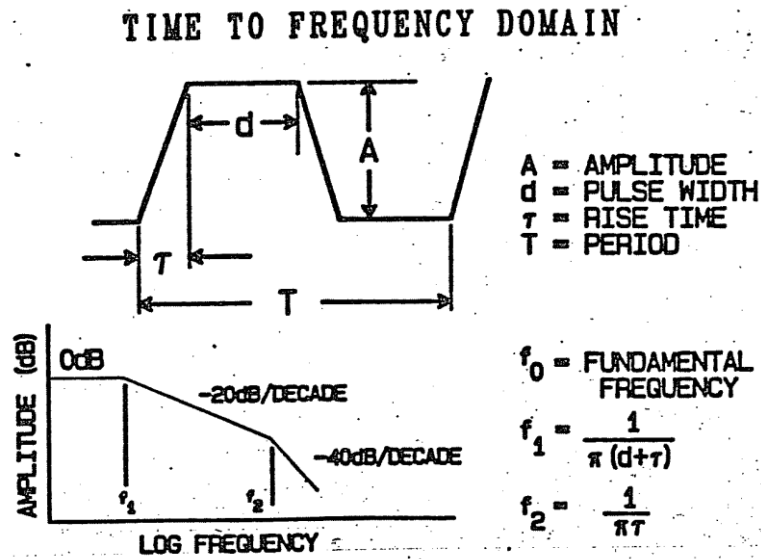 TIME TO FREQUENCY DOMAIN
d
A
τ
T
A = AMPLITUDE
d = PULSE WIDTH
τ = RISE TIME
T = PERIOD
AMPLITUDE (dB)
0dB
-20dB/DECADE
-40dB/DECADE
f₁
f₂
LOG FREQUENCY
f₀ = FUNDAMENTAL
FREQUENCY
f₁ = 1 / π(d+τ)
f₂ = 1 / πτ